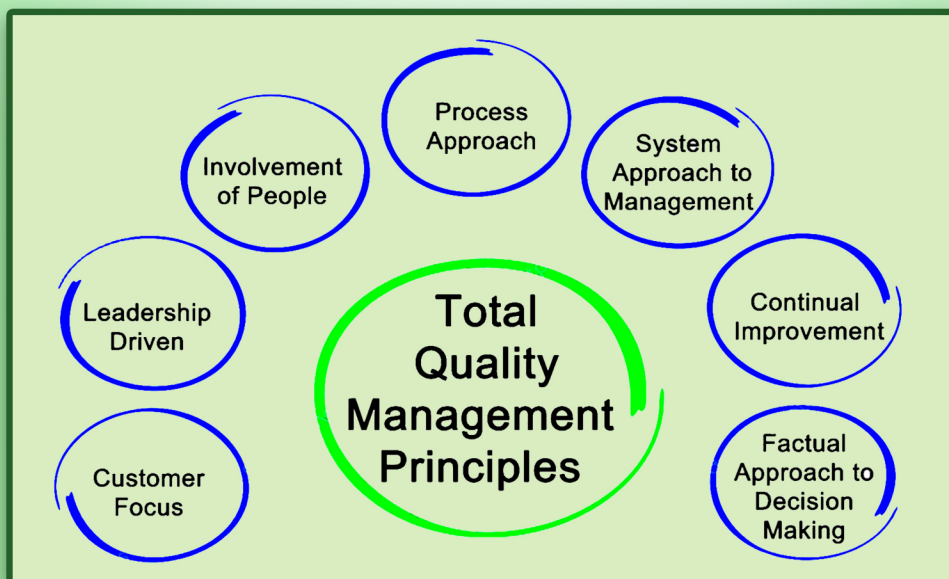 Process
Approach
Involvement
of People
System
Approach to
Management
Leadership
Driven
Total
Quality
Management
Principles
Continual
Improvement
Customer
Focus
Factual
Approach to
Decision
Making